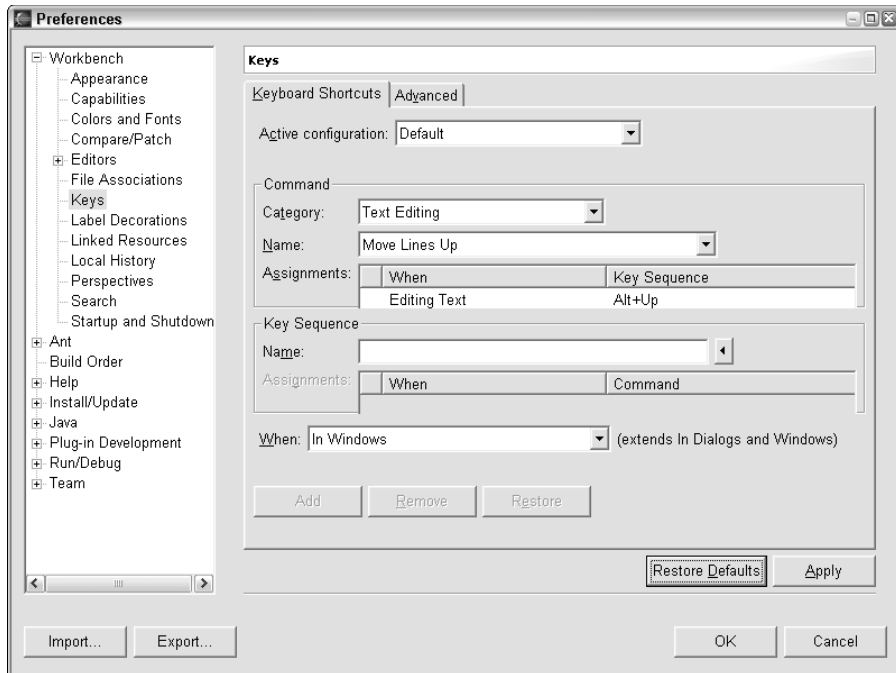 Preferences
Workbench
Appearance
Capabilities
Colors and Fonts
Compare/Patch
Editors
File Associations
Keys
Label Decorations
Linked Resources
Local History
Perspectives
Search
Startup and Shutdown
Ant
Build Order
Help
Install/Update
Java
Plug-in Development
Run/Debug
Team
Keys
Keyboard Shortcuts Advanced
Active configuration: Default
Command
Category: Text Editing
Name: Move Lines Up
Assignments: When Key Sequence
Editing Text Alt+Up
Key Sequence
Name:
Assignments: When Command
When: In Windows (extends In Dialogs and Windows)
Add Remove Restore
Restore Defaults Apply
Import... Export... OK Cancel